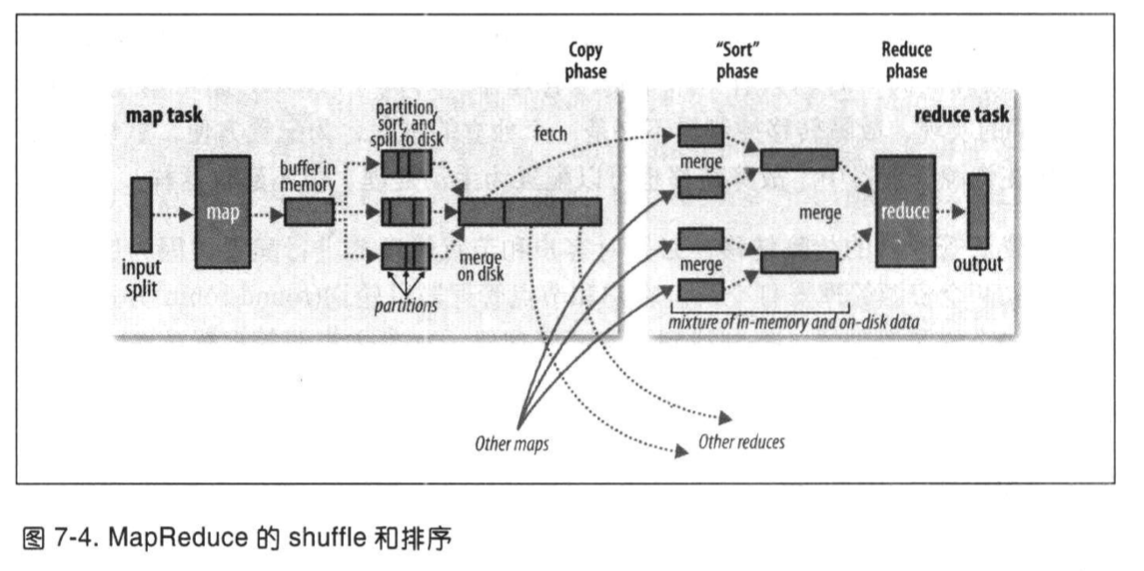 Copy
phase
"Sort"
phase
Reduce
phase
map task
partition,
sort, and
spill to disk
fetch
reduce task
buffer in
memory
merge
map
merge
reduce
input
split
merge
on disk
merge
output
partitions
mixture of in-memory and on-disk data
Other maps
Other reduces
图 7-4. MapReduce 的 shuffle 和排序